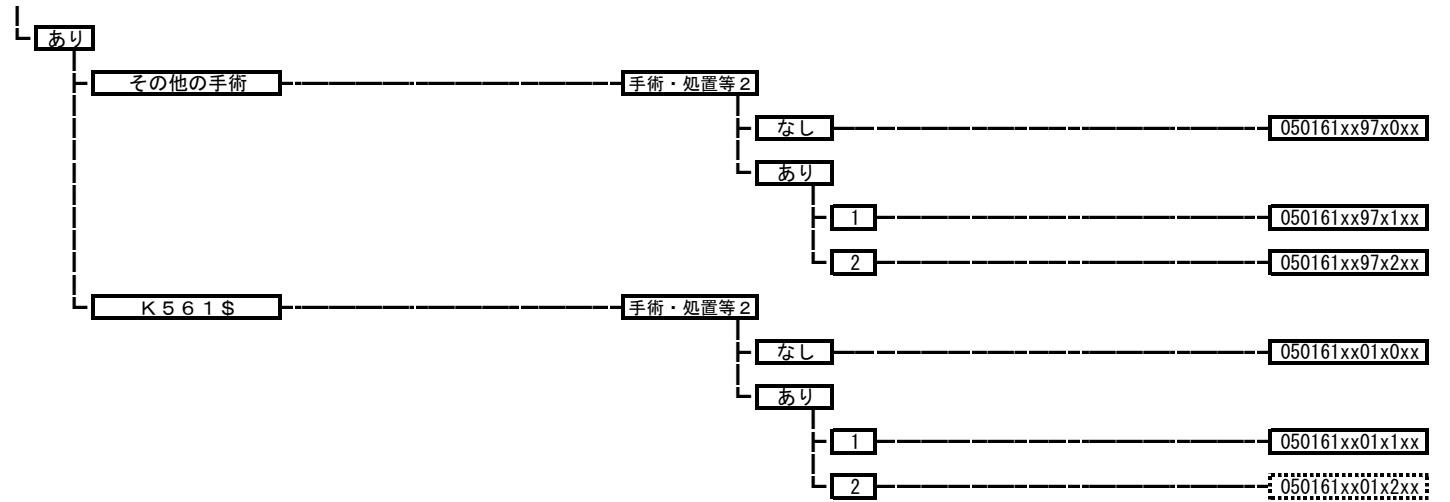 あり
その他の手術 手術・処置等２
なし 050161xx97x0xx
あり
1 050161xx97x1xx
2 050161xx97x2xx
Ｋ５６１＄ 手術・処置等２
なし 050161xx01x0xx
あり
1 050161xx01x1xx
2 050161xx01x2xx